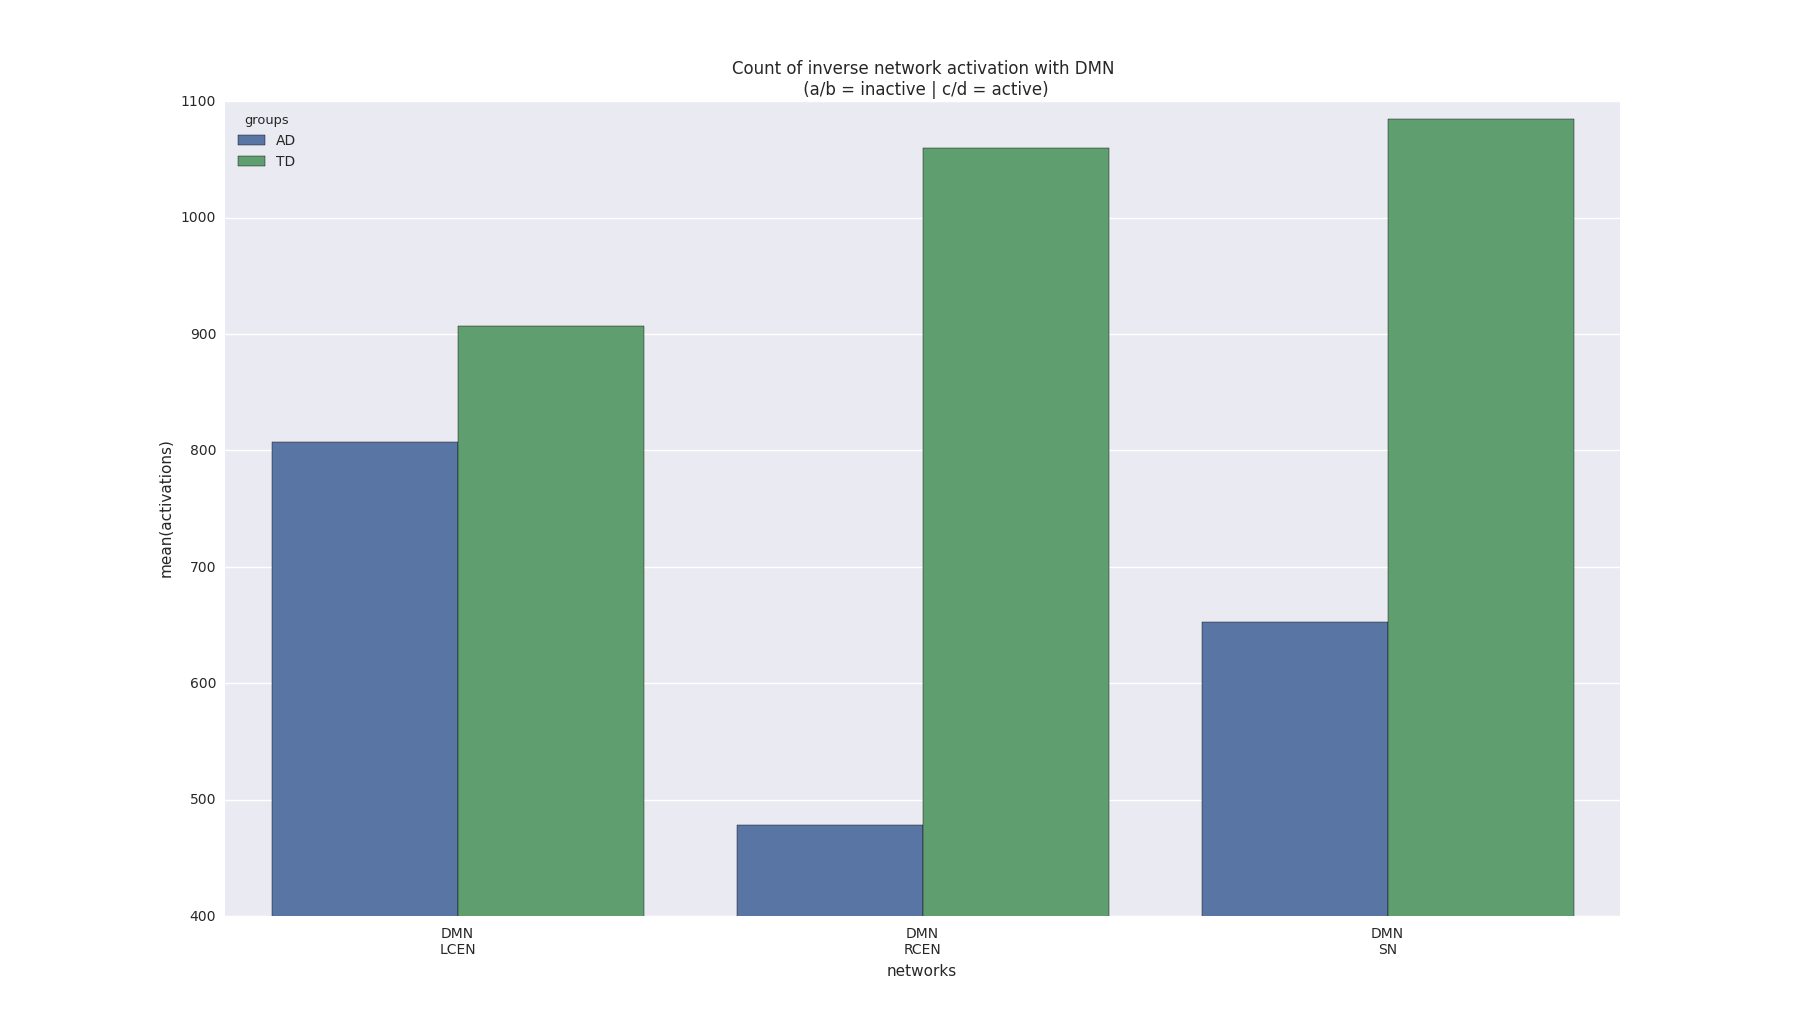 Count of inverse network activation with DMN
(a/b = inactive | c/d = active)
1100
1000
900
800
700
600
500
400
groups
AD
TD
mean(activations)
DMN
LCEN
DMN
RCEN
DMN
SN
networks